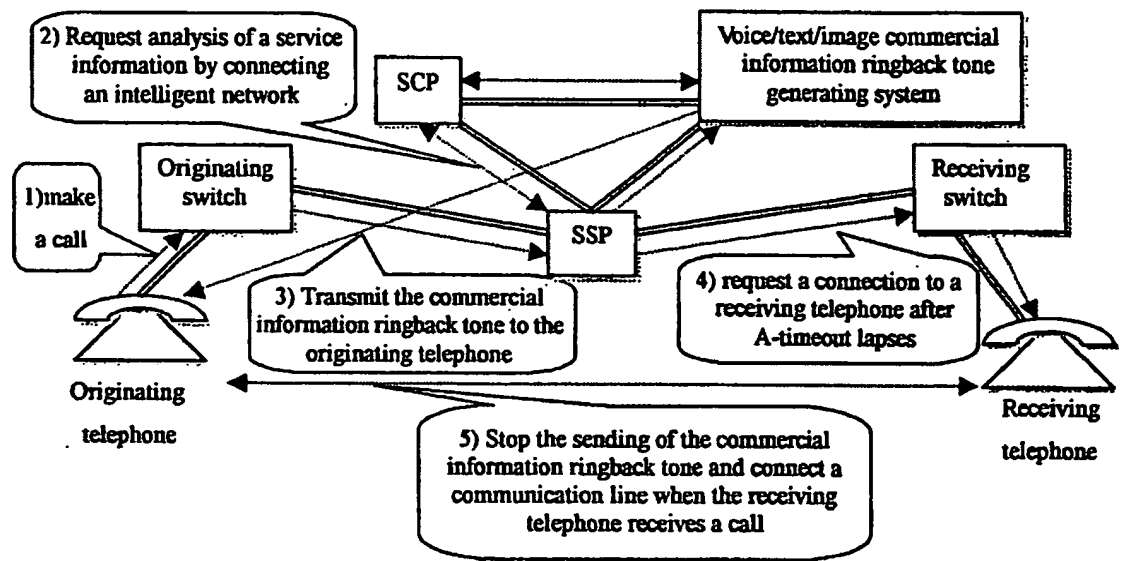 2) Request analysis of a service
information by connecting
an intelligent network
SCP
Voice/text/image commercial
information ringback tone
generating system
1)make
a call
Originating
switch
SSP
Receiving
switch
3) Transmit the commercial
information ringback tone to the
originating telephone
4) request a connection to a
receiving telephone after
A-timeout lapses
Originating
telephone
Receiving
telephone
5) Stop the sending of the commercial
information ringback tone and connect a
communication line when the receiving
telephone receives a call